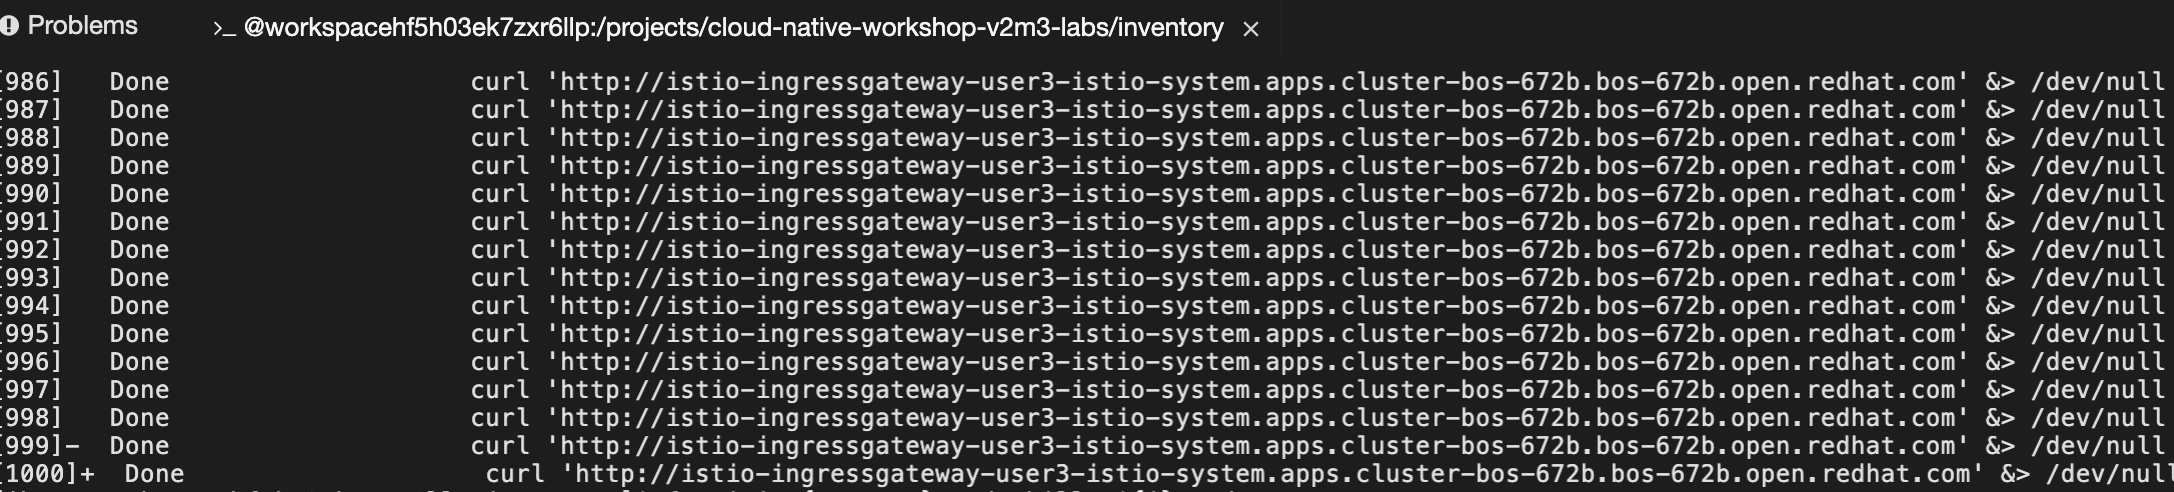 Problems >_ @workspacehf5h03ek7zxr6llp:/projects/cloud-native-workshop-v2m3-labs/inventory ×
[986] Done curl 'http://istio-ingressgateway-user3-istio-system.apps.cluster-bos-672b.bos-672b.open.redhat.com' &> /dev/null
[987] Done curl 'http://istio-ingressgateway-user3-istio-system.apps.cluster-bos-672b.bos-672b.open.redhat.com' &> /dev/null
[988] Done curl 'http://istio-ingressgateway-user3-istio-system.apps.cluster-bos-672b.bos-672b.open.redhat.com' &> /dev/null
[989] Done curl 'http://istio-ingressgateway-user3-istio-system.apps.cluster-bos-672b.bos-672b.open.redhat.com' &> /dev/null
[990] Done curl 'http://istio-ingressgateway-user3-istio-system.apps.cluster-bos-672b.bos-672b.open.redhat.com' &> /dev/null
[991] Done curl 'http://istio-ingressgateway-user3-istio-system.apps.cluster-bos-672b.bos-672b.open.redhat.com' &> /dev/null
[992] Done curl 'http://istio-ingressgateway-user3-istio-system.apps.cluster-bos-672b.bos-672b.open.redhat.com' &> /dev/null
[993] Done curl 'http://istio-ingressgateway-user3-istio-system.apps.cluster-bos-672b.bos-672b.open.redhat.com' &> /dev/null
[994] Done curl 'http://istio-ingressgateway-user3-istio-system.apps.cluster-bos-672b.bos-672b.open.redhat.com' &> /dev/null
[995] Done curl 'http://istio-ingressgateway-user3-istio-system.apps.cluster-bos-672b.bos-672b.open.redhat.com' &> /dev/null
[996] Done curl 'http://istio-ingressgateway-user3-istio-system.apps.cluster-bos-672b.bos-672b.open.redhat.com' &> /dev/null
[997] Done curl 'http://istio-ingressgateway-user3-istio-system.apps.cluster-bos-672b.bos-672b.open.redhat.com' &> /dev/null
[998] Done curl 'http://istio-ingressgateway-user3-istio-system.apps.cluster-bos-672b.bos-672b.open.redhat.com' &> /dev/null
[999]- Done curl 'http://istio-ingressgateway-user3-istio-system.apps.cluster-bos-672b.bos-672b.open.redhat.com' &> /dev/null
[1000]+ Done curl 'http://istio-ingressgateway-user3-istio-system.apps.cluster-bos-672b.bos-672b.open.redhat.com' &> /dev/null